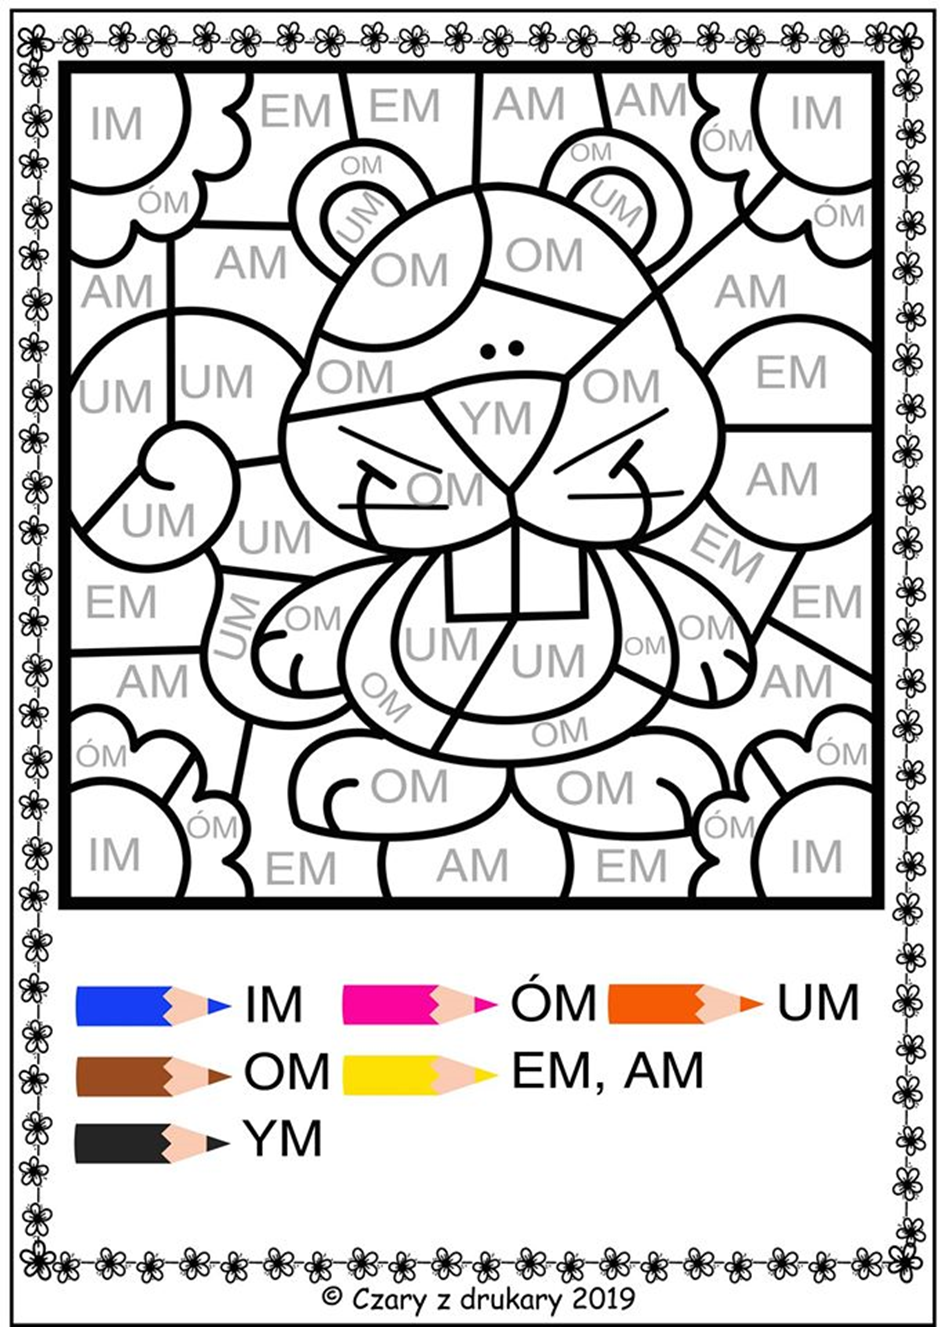 IM EM EM AM AM IM
ÓM OM OM ÓM
ÓM UM UM ÓM
AM AM OM OM AM
UM UM OM YM OM EM
UM UM OM AM
EM UM OM EM EM
AM UM UM OM OM AM
OM OM
ÓM OM OM ÓM
IM ÓM EM AM EM ÓM IM
IM ÓM UM
OM EM, AM
YM
© Czary z drukary 2019